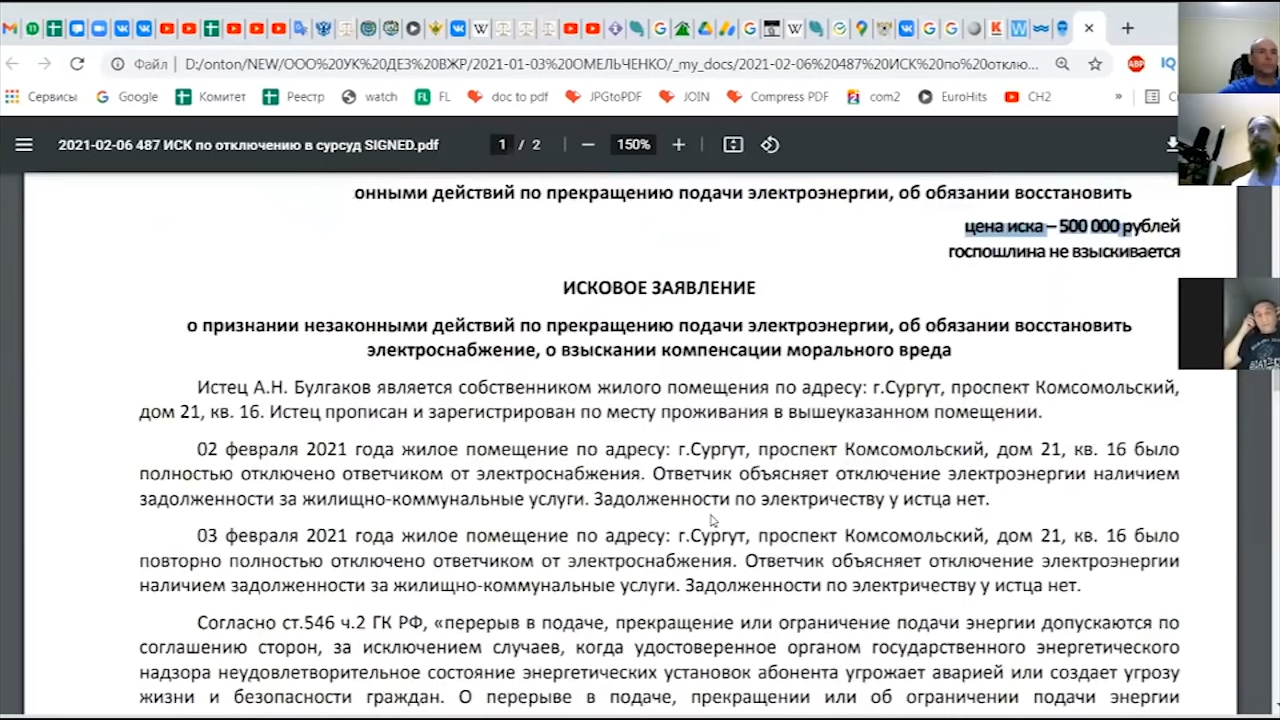 Файл
D:/onton/NEW/ООО%20УК%20ДЕЗ%20ВЖР/2021-01-03%20ОМЕЛЬЧЕНКО/_my_docs/2021-02-06%20487%20ИСК%20по%20отклю...
ABP
IQ
Сервисы Google Комитет Реестр watch FL FL doc to pdf JPGtoPDF JOIN Compress PDF com2 EuroHits CH2 »
2021-02-06 487 ИСК по отключению в сурсуд SIGNED.pdf 1 / 2 — 150% +
онными действий по прекращению подачи электроэнергии, об обязании восстановить
цена иска – 500 000 рублей
госпошлина не взыскивается
ИСКОВОЕ ЗАЯВЛЕНИЕ
о признании незаконными действий по прекращению подачи электроэнергии, об обязании восстановить
электроснабжение, о взыскании компенсации морального вреда
Истец А.Н. Булгаков является собственником жилого помещения по адресу: г.Сургут, проспект Комсомольский,
дом 21, кв. 16. Истец прописан и зарегистрирован по месту проживания в вышеуказанном помещении.
02 февраля 2021 года жилое помещение по адресу: г.Сургут, проспект Комсомольский, дом 21, кв. 16 было
полностью отключено ответчиком от электроснабжения. Ответчик объясняет отключение электроэнергии наличием
задолженности за жилищно-коммунальные услуги. Задолженности по электричеству у истца нет.
03 февраля 2021 года жилое помещение по адресу: г.Сургут, проспект Комсомольский, дом 21, кв. 16 было
повторно полностью отключено ответчиком от электроснабжения. Ответчик объясняет отключение электроэнергии
наличием задолженности за жилищно-коммунальные услуги. Задолженности по электричеству у истца нет.
Согласно ст.546 ч.2 ГК РФ, «перерыв в подаче, прекращение или ограничение подачи энергии допускаются по
соглашению сторон, за исключением случаев, когда удостоверенное органом государственного энергетического
надзора неудовлетворительное состояние энергетических установок абонента угрожает аварией или создает угрозу
жизни и безопасности граждан. О перерыве в подаче, прекращении или об ограничении подачи энергии